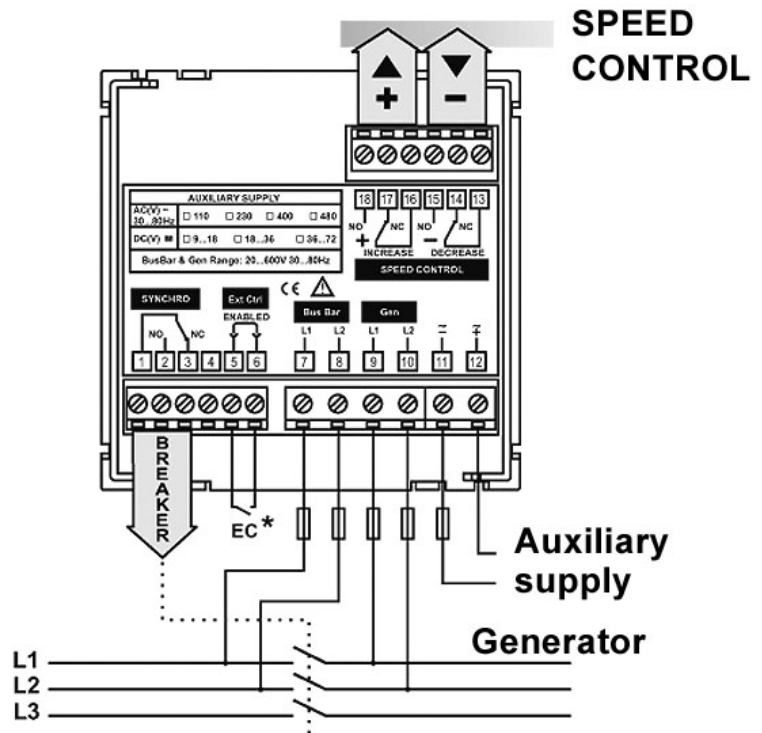 SPEED
CONTROL
+ −
AUXILIARY SUPPLY
AC(V) ~
30...80Hz
□ 110 □ 230 □ 400 □ 480
DC(V) ⎓ □ 9...18 □ 18...36 □ 36...72
BusBar & Gen Range: 20...600V 30...80Hz
18 17 16 15 14 13
NO NC NO NC
+ −
INCREASE DECREASE
SPEED CONTROL
CE
SYNCHRO Ext Ctrl Bus Bar Gen
ENABLED
NO NC
L1 L2 L1 L2
1 2 3 4 5 6 7 8 9 10 11 12
BREAKER
EC*
Auxiliary
supply
Generator
L1
L2
L3